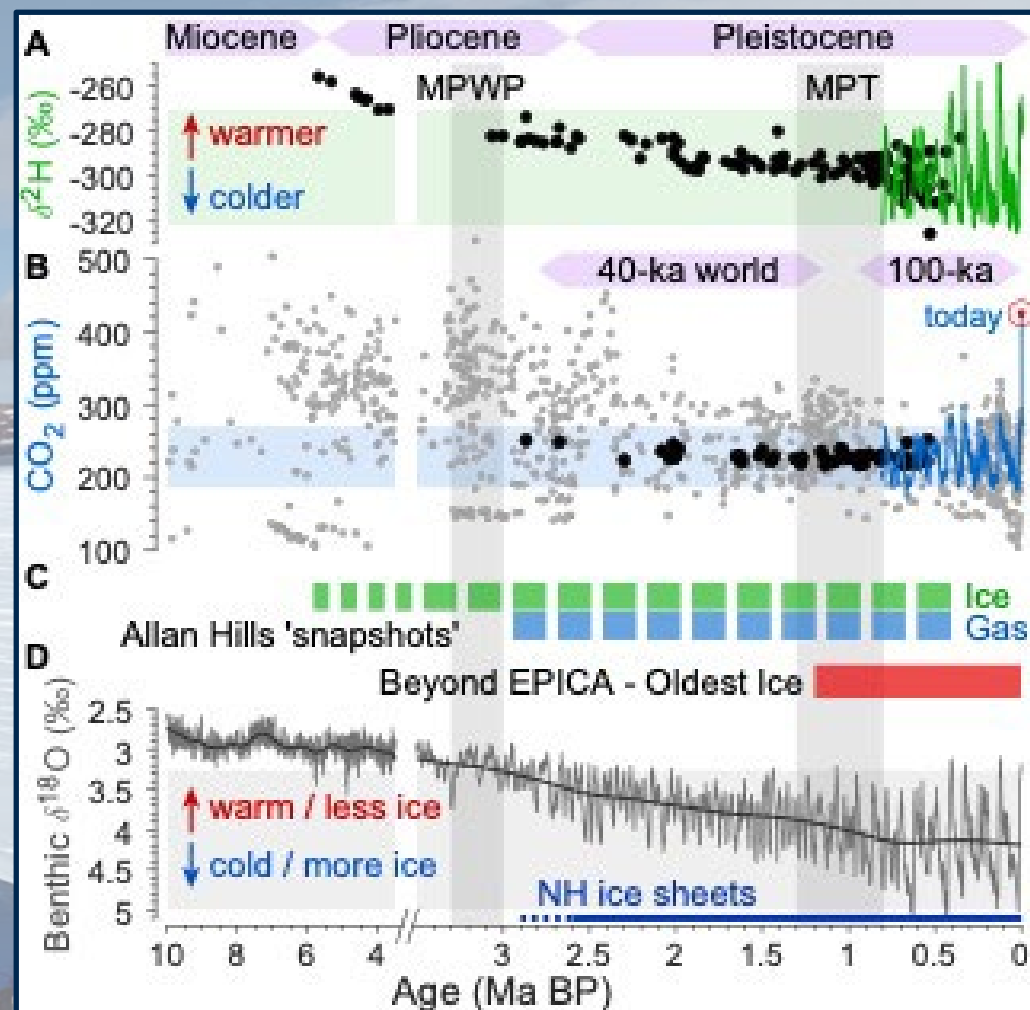 A
Miocene Pliocene Pleistocene
MPWP MPT
δ²H (‰)
-260
-280
-300
-320
warmer
colder
B
40-ka world 100-ka
today
CO₂ (ppm)
500
400
300
200
100
C
Ice
Gas
Allan Hills 'snapshots'
D
Beyond EPICA - Oldest Ice
Benthic δ¹⁸O (‰)
2.5
3
3.5
4
4.5
5
warm / less ice
cold / more ice
NH ice sheets
10 8 6 4 3 2.5 2 1.5 1 0.5 0
Age (Ma BP)